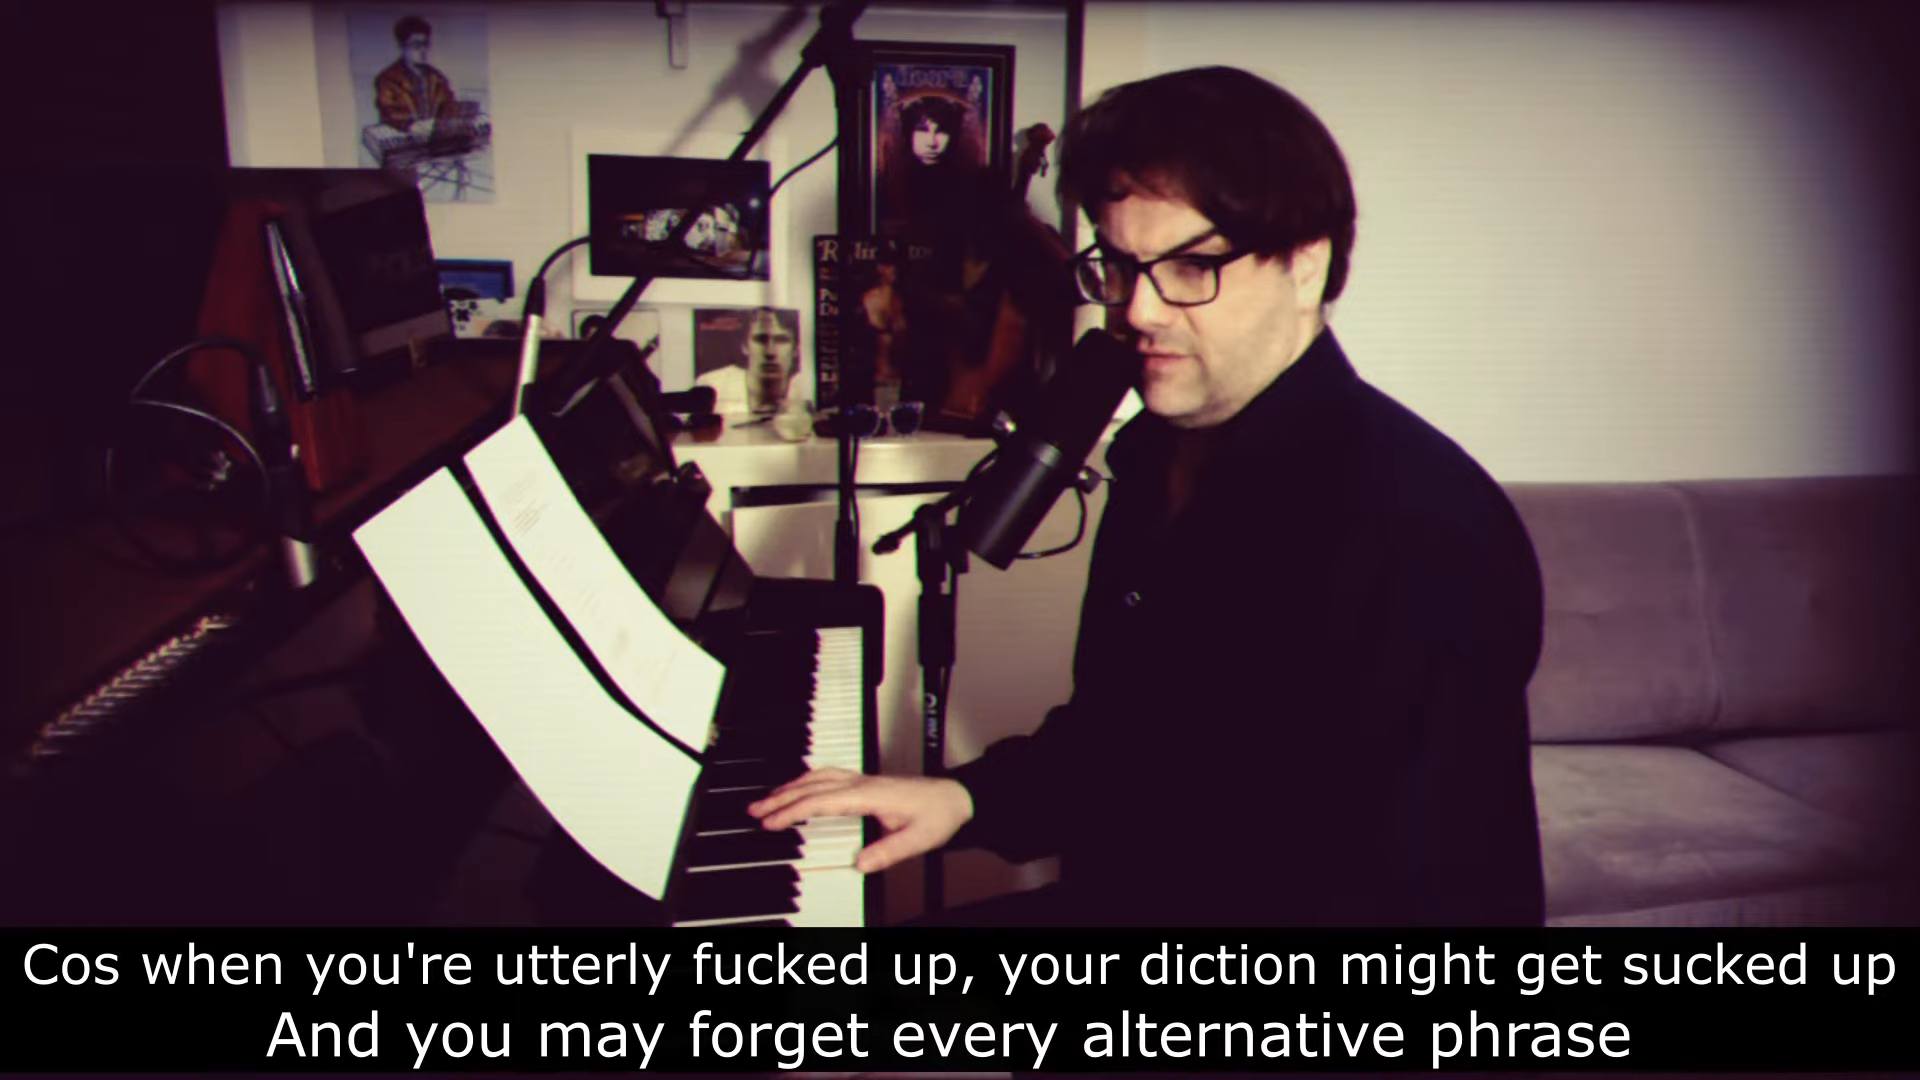 doors
Cos when you're utterly fucked up, your diction might get sucked up
And you may forget every alternative phrase